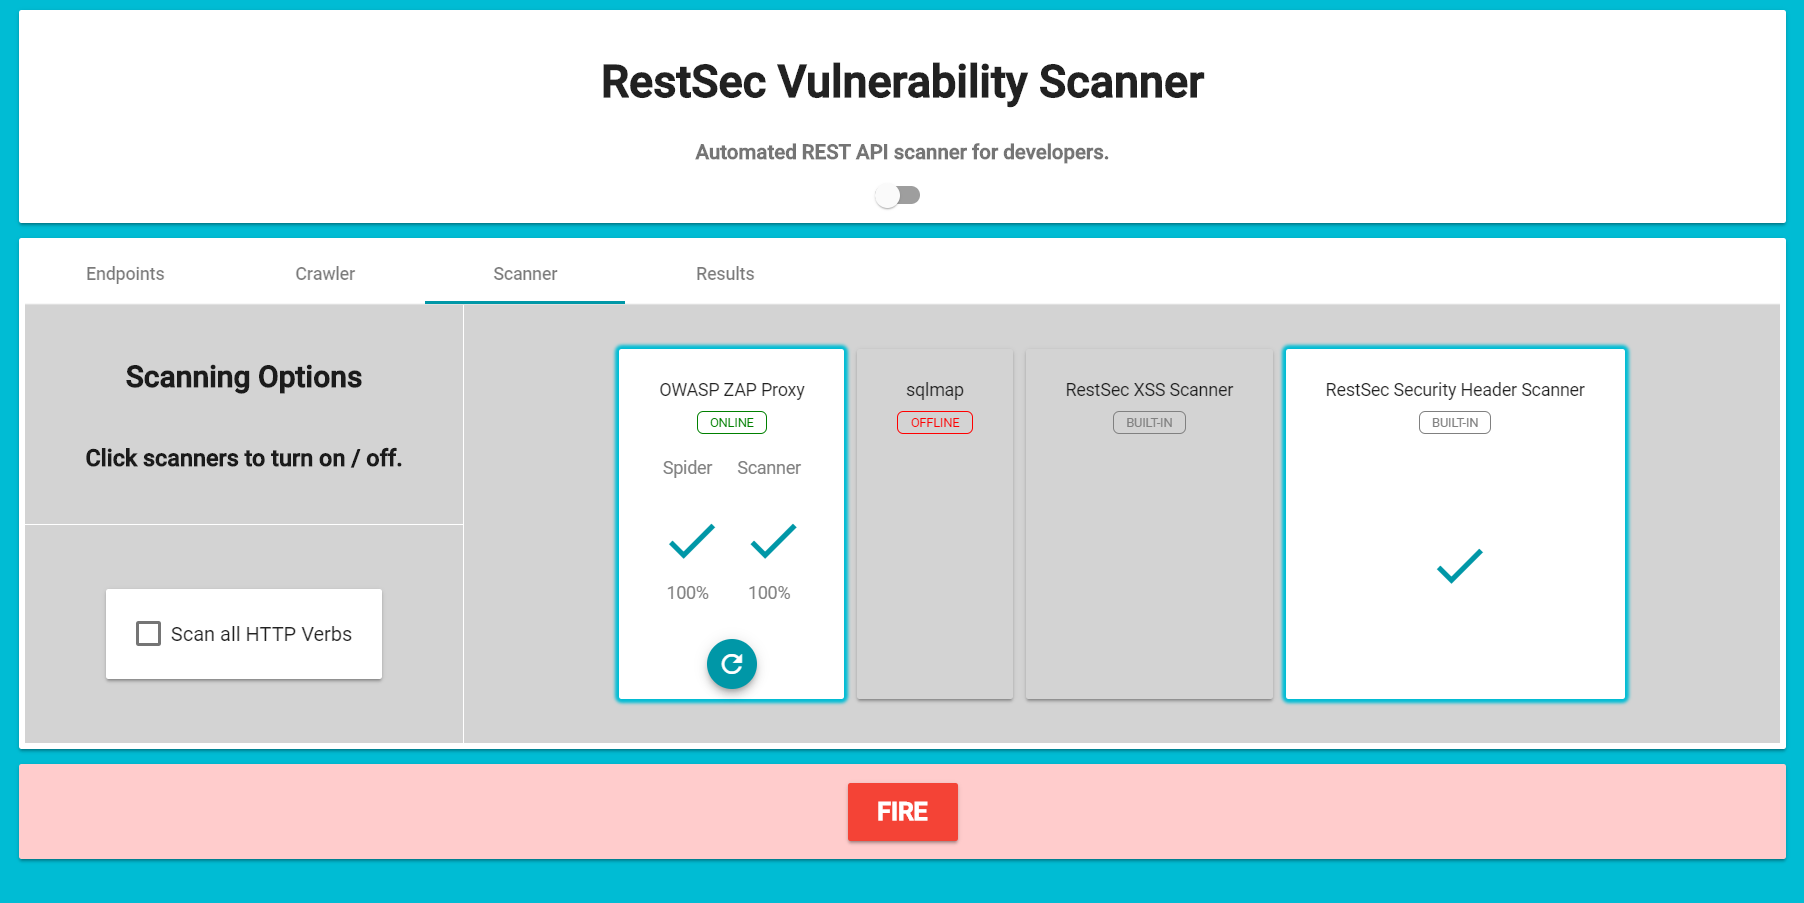 RestSec Vulnerability Scanner
Automated REST API scanner for developers.
Endpoints Crawler Scanner Results
Scanning Options
Click scanners to turn on / off.
Scan all HTTP Verbs
OWASP ZAP Proxy
ONLINE
Spider Scanner
100% 100%
sqlmap
OFFLINE
RestSec XSS Scanner
BUILT-IN
RestSec Security Header Scanner
BUILT-IN
FIRE